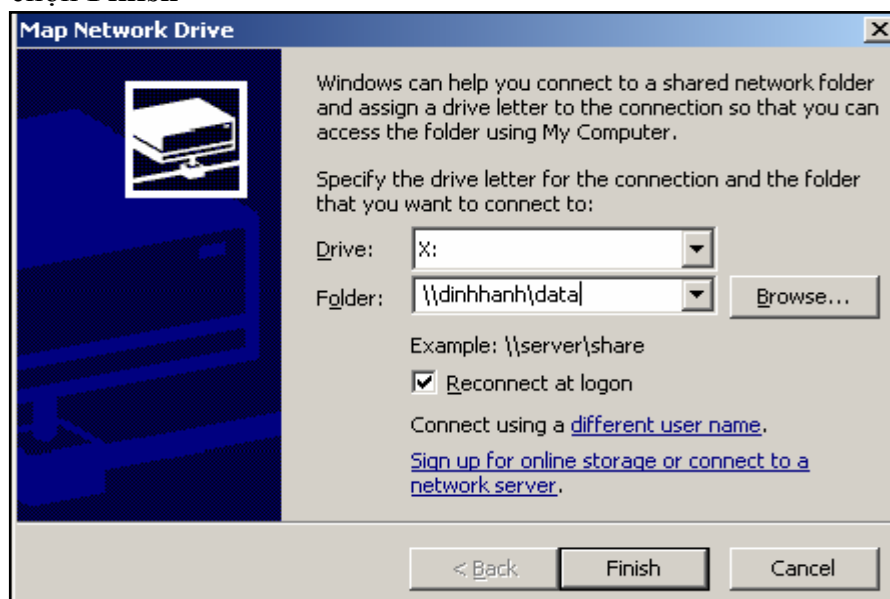 Map Network Drive
Windows can help you connect to a shared network folder
and assign a drive letter to the connection so that you can
access the folder using My Computer.
Specify the drive letter for the connection and the folder
that you want to connect to:
Drive: X:
Folder: \\dinhhanh\data Browse...
Example: \\server\share
Reconnect at logon
Connect using a different user name.
Sign up for online storage or connect to a
network server.
< Back Finish Cancel